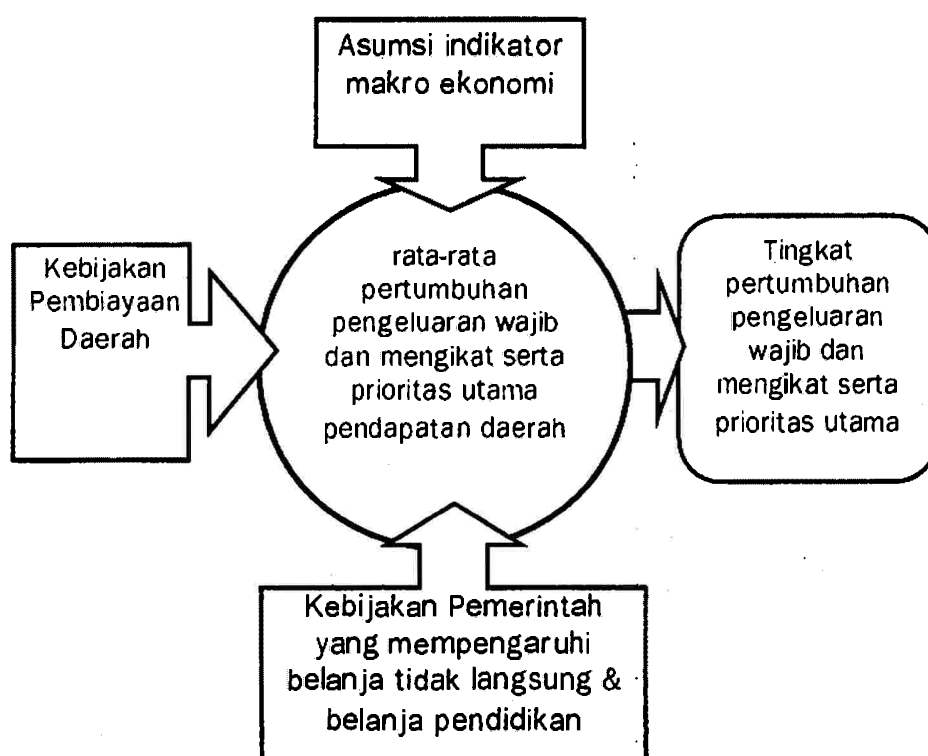 Asumsi indikator
makro ekonomi
Kebijakan
Pembiayaan
Daerah
rata-rata
pertumbuhan
pengeluaran wajib
dan mengikat serta
prioritas utama
pendapatan daerah
Tingkat
pertumbuhan
pengeluaran
wajib dan
mengikat serta
prioritas utama
Kebijakan Pemerintah
yang mempengaruhi
belanja tidak langsung &
belanja pendidikan